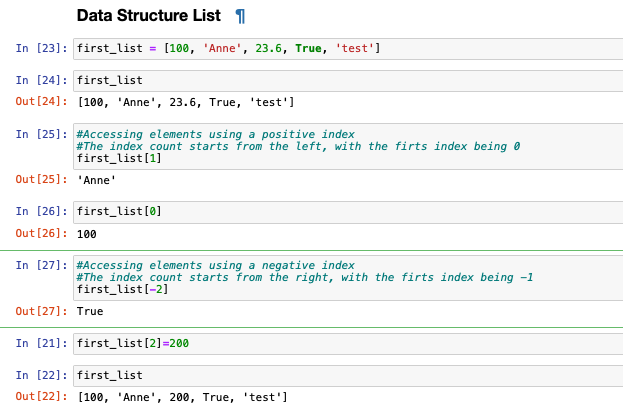 Data Structure List ¶
In [23]: first_list = [100, 'Anne', 23.6, True, 'test']
In [24]: first_list
Out[24]: [100, 'Anne', 23.6, True, 'test']
In [25]: #Accessing elements using a positive index
#The index count starts from the left, with the firts index being 0
first_list[1]
Out[25]: 'Anne'
In [26]: first_list[0]
Out[26]: 100
In [27]: #Accessing elements using a negative index
#The index count starts from the right, with the firts index being -1
first_list[-2]
Out[27]: True
In [21]: first_list[2]=200
In [22]: first_list
Out[22]: [100, 'Anne', 200, True, 'test']